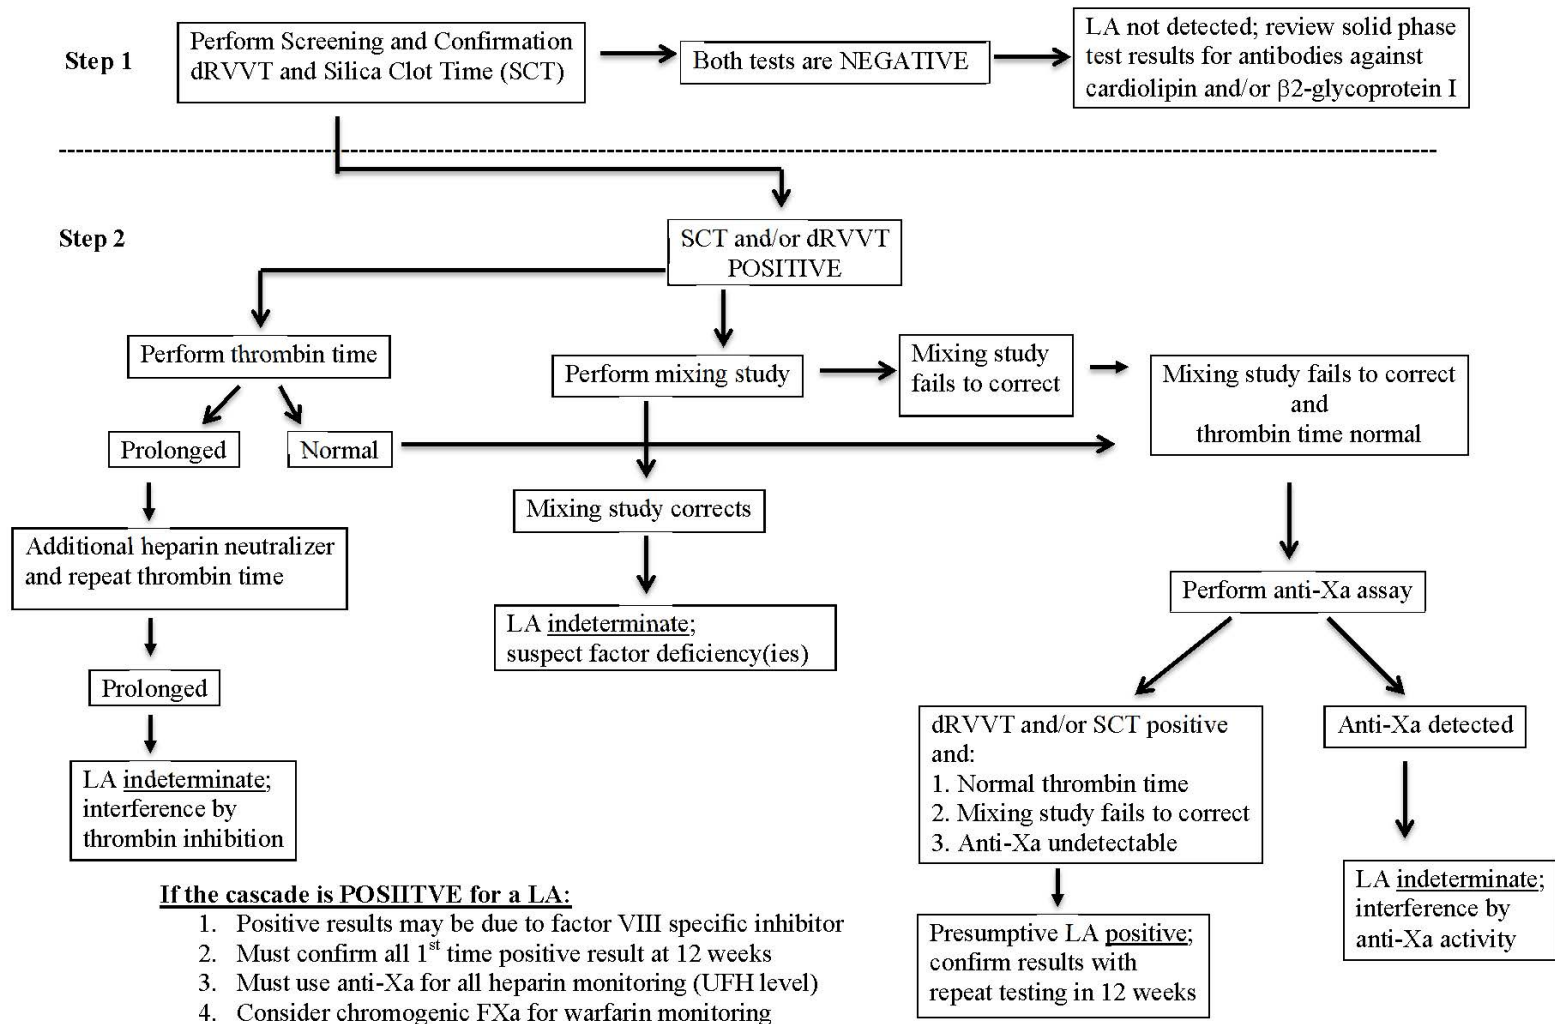 Step 1
Perform Screening and Confirmation
dRVVT and Silica Clot Time (SCT)
Both tests are NEGATIVE
LA not detected; review solid phase
test results for antibodies against
cardiolipin and/or β2-glycoprotein I
Step 2
SCT and/or dRVVT
POSITIVE
Perform thrombin time
Perform mixing study
Mixing study
fails to correct
Mixing study fails to correct
and
thrombin time normal
Prolonged
Normal
Mixing study corrects
Additional heparin neutralizer
and repeat thrombin time
Perform anti-Xa assay
LA indeterminate;
suspect factor deficiency(ies)
Prolonged
dRVVT and/or SCT positive
and:
1. Normal thrombin time
2. Mixing study fails to correct
3. Anti-Xa undetectable
Anti-Xa detected
LA indeterminate;
interference by
thrombin inhibition
LA indeterminate;
interference by
anti-Xa activity
Presumptive LA positive;
confirm results with
repeat testing in 12 weeks
If the cascade is POSIITVE for a LA:
1. Positive results may be due to factor VIII specific inhibitor
2. Must confirm all 1st time positive result at 12 weeks
3. Must use anti-Xa for all heparin monitoring (UFH level)
4. Consider chromogenic FXa for warfarin monitoring